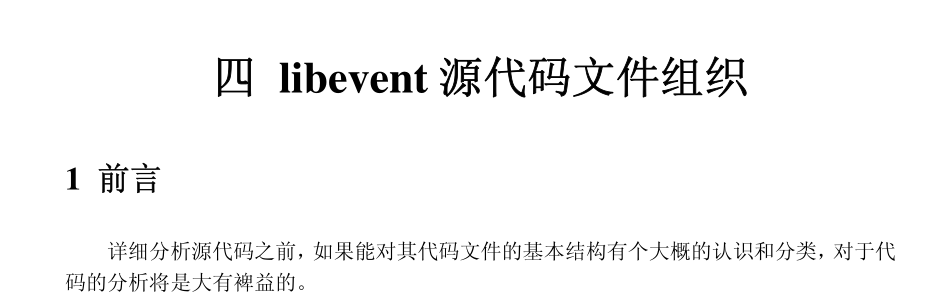 四 libevent 源代码文件组织
1 前言
详细分析源代码之前，如果能对其代码文件的基本结构有个大概的认识和分类，对于代
码的分析将是大有裨益的。